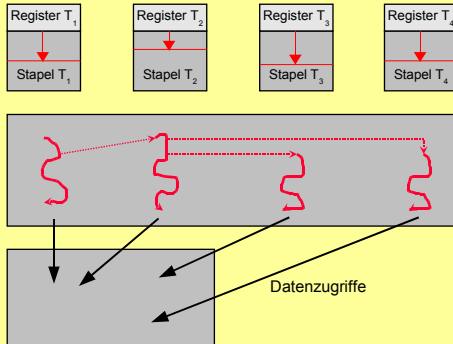 Register T1
Register T2
Register T3
Register T4
Stapel T1
Stapel T2
Stapel T3
Stapel T4
Datenzugriffe